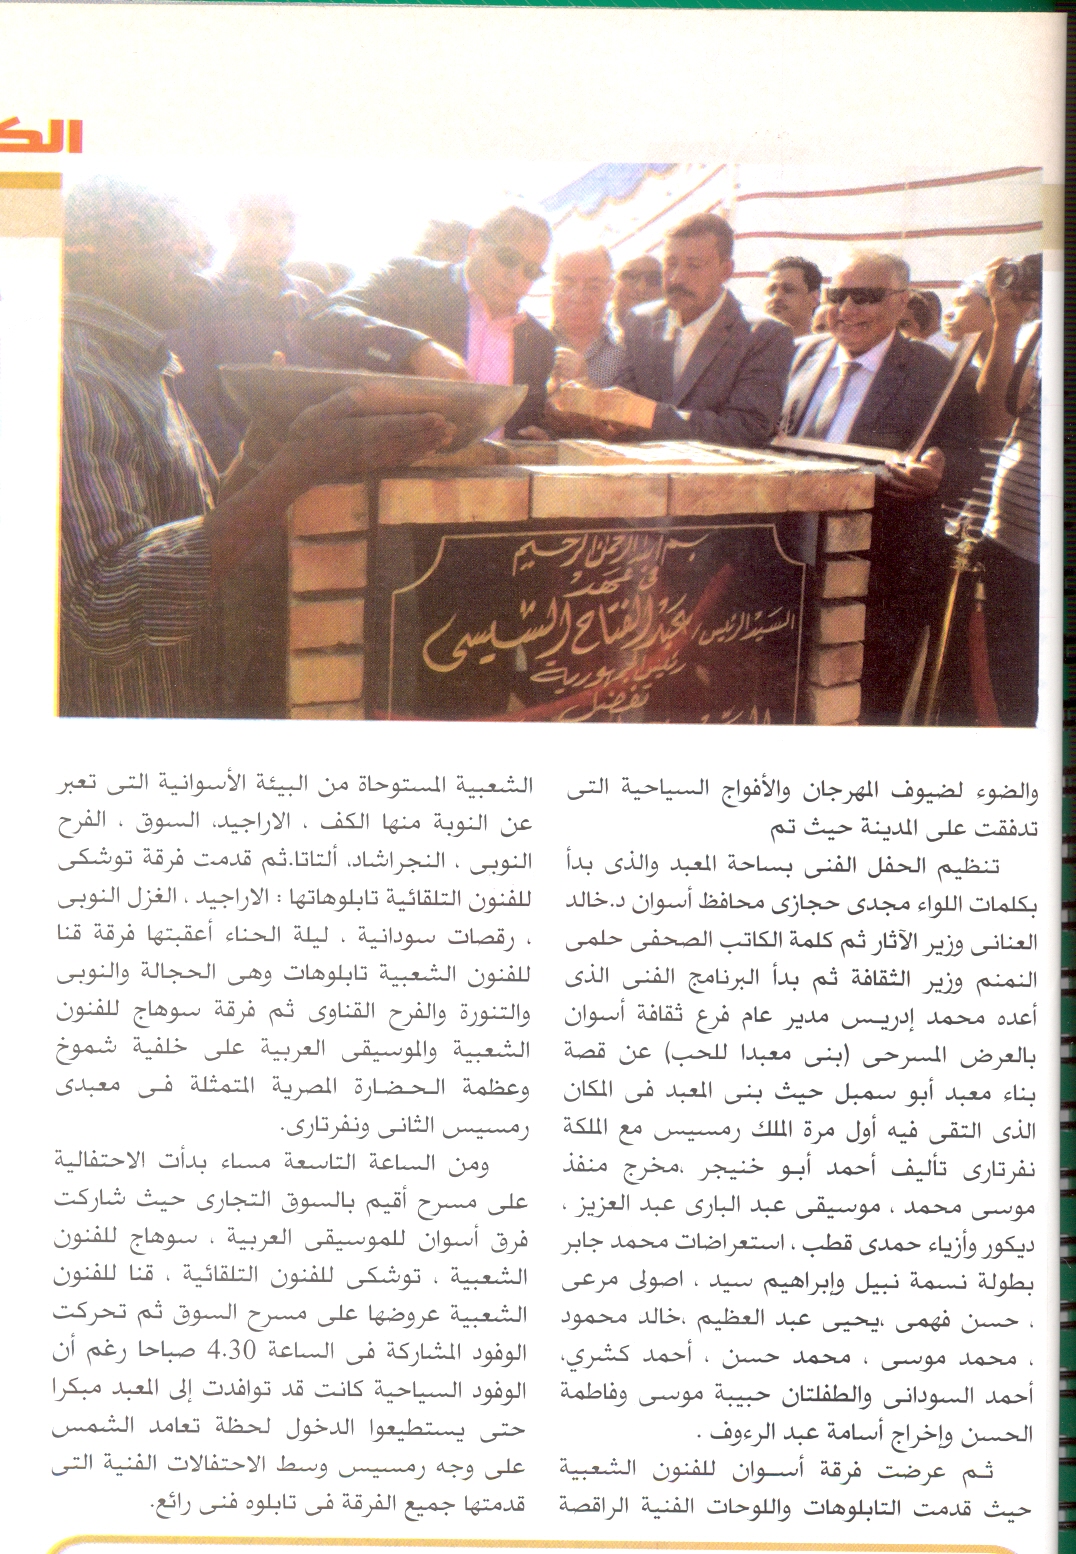 الك
بسم الله الرحمن الرحيم
فى عهد
السيد الرئيس / عبد الفتاح السيسى
رئيس الجمهورية
تفضل
والضوء لضيوف المهرجان والأفواج السياحية التى
تدفقت على المدينة حيث تم
تنظيم الحفل الفنى بساحة المعبد والذى بدأ
بكلمات اللواء مجدى حجازى محافظ أسوان د.خالد
العنانى وزير الآثار ثم كلمة الكاتب الصحفى حلمى
النمنم وزير الثقافة ثم بدأ البرنامج الفنى الذى
أعده محمد إدريس مدير عام فرع ثقافة أسوان
بالعرض المسرحى (بنى معبدا للحب) عن قصة
بناء معبد أبو سمبل حيث بنى المعبد فى المكان
الذى التقى فيه أول مرة الملك رمسيس مع الملكة
نفرتارى تأليف أحمد أبو خنيجر ،مخرج منفذ
موسى محمد ، موسيقى عبد البارى عبد العزيز ،
ديكور وأزياء حمدى قطب ، استعراضات محمد جابر
بطولة نسمة نبيل وإبراهيم سيد ، اصولى مرعى
، حسن فهمى ،يحيى عبد العظيم ،خالد محمود
، محمد موسى ، محمد حسن ، أحمد كشري،
أحمد السودانى والطفلتان حبيبة موسى وفاطمة
الحسن وإخراج أسامة عبد الرءوف .
ثم عرضت فرقة أسوان للفنون الشعبية
حيث قدمت التابلوهات واللوحات الفنية الراقصة
الشعبية المستوحاة من البيئة الأسوانية التى تعبر
عن النوبة منها الكف ، الاراجيد، السوق ، الفرح
النوبى ، النجراشاد، ألتاتا.ثم قدمت فرقة توشكى
للفنون التلقائية تابلوهاتها : الاراجيد ، الغزل النوبى
، رقصات سودانية ، ليلة الحناء أعقبتها فرقة قنا
للفنون الشعبية تابلوهات وهى الحجالة والنوبى
والتنورة والفرح القناوى ثم فرقة سوهاج للفنون
الشعبية والموسيقى العربية على خلفية شموخ
وعظمة الحضارة المصرية المتمثلة فى معبدى
رمسيس الثانى ونفرتارى.
ومن الساعة التاسعة مساء بدأت الاحتفالية
على مسرح أقيم بالسوق التجارى حيث شاركت
فرق أسوان للموسيقى العربية ، سوهاج للفنون
الشعبية ، توشكى للفنون التلقائية ، قنا للفنون
الشعبية عروضها على مسرح السوق ثم تحركت
الوفود المشاركة فى الساعة 4.30 صباحا رغم أن
الوفود السياحية كانت قد توافدت إلى المعبد مبكرا
حتى يستطيعوا الدخول لحظة تعامد الشمس
على وجه رمسيس وسط الاحتفالات الفنية التى
قدمتها جميع الفرقة فى تابلوه فنى رائع.